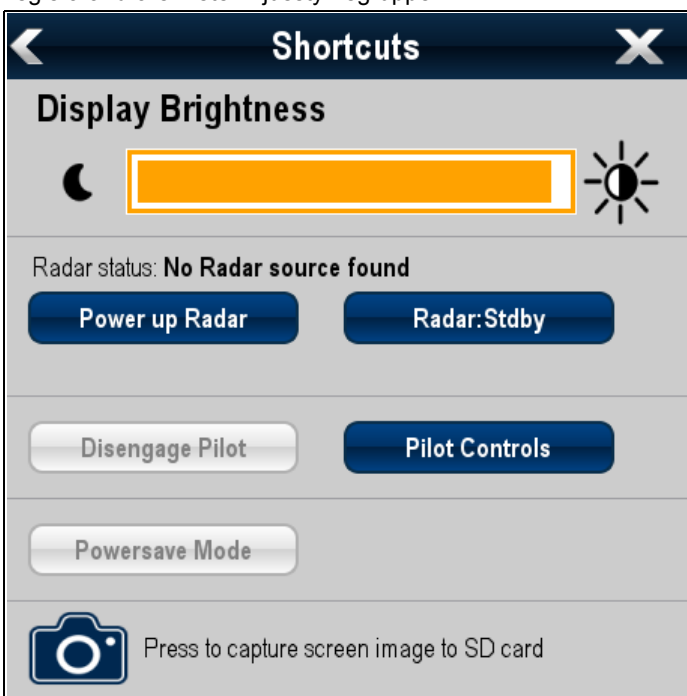 Shortcuts
Display Brightness
Radar status: No Radar source found
Power up Radar
Radar:Stdby
Disengage Pilot
Pilot Controls
Powersave Mode
Press to capture screen image to SD card